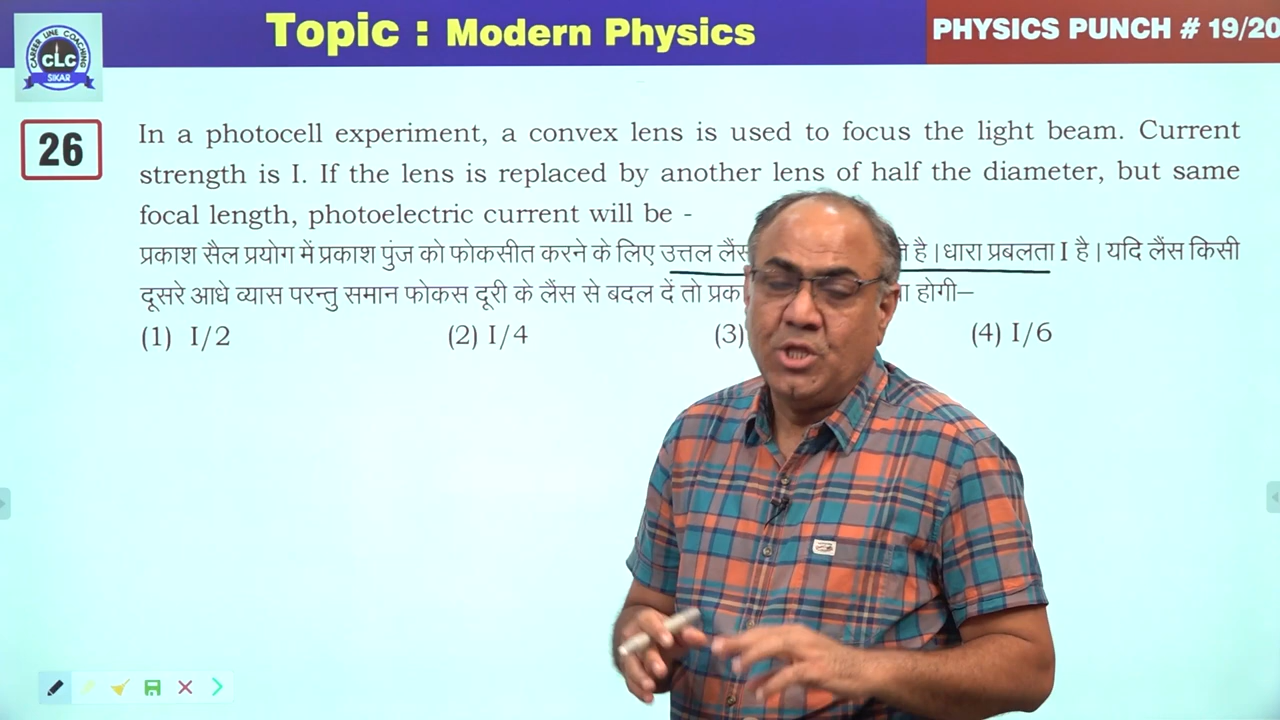 Topic : Modern Physics
PHYSICS PUNCH # 19/20
CAREER LINE COACHING
CLC
SIKAR
26
In a photocell experiment, a convex lens is used to focus the light beam. Current
strength is I. If the lens is replaced by another lens of half the diameter, but same
focal length, photoelectric current will be -
प्रकाश सैल प्रयोग में प्रकाश पुंज को फोकसीत करने के लिए उत्तल लैंस है। धारा प्रबलता I है। यदि लैंस किसी
दूसरे आधे व्यास परन्तु समान फोकस दूरी के लैंस से बदल दें तो होगी–
(1) I/2 (2) I/4 (3) (4) I/6